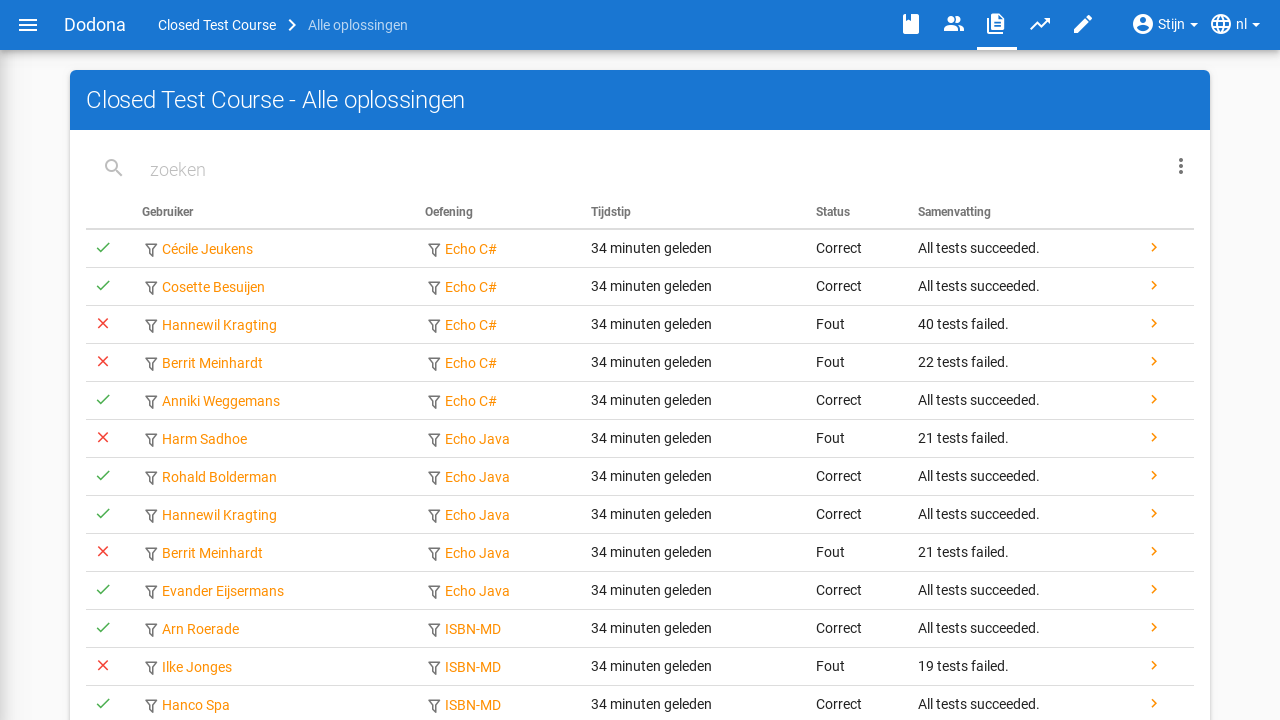 Dodona Closed Test Course Alle oplossingen Stijn nl
Closed Test Course - Alle oplossingen
zoeken
Gebruiker Oefening Tijdstip Status Samenvatting
Cécile Jeukens Echo C# 34 minuten geleden Correct All tests succeeded.
Cosette Besuijen Echo C# 34 minuten geleden Correct All tests succeeded.
Hannewil Kragting Echo C# 34 minuten geleden Fout 40 tests failed.
Berrit Meinhardt Echo C# 34 minuten geleden Fout 22 tests failed.
Anniki Weggemans Echo C# 34 minuten geleden Correct All tests succeeded.
Harm Sadhoe Echo Java 34 minuten geleden Fout 21 tests failed.
Rohald Bolderman Echo Java 34 minuten geleden Correct All tests succeeded.
Hannewil Kragting Echo Java 34 minuten geleden Correct All tests succeeded.
Berrit Meinhardt Echo Java 34 minuten geleden Fout 21 tests failed.
Evander Eijsermans Echo Java 34 minuten geleden Correct All tests succeeded.
Arn Roerade ISBN-MD 34 minuten geleden Correct All tests succeeded.
Ilke Jonges ISBN-MD 34 minuten geleden Fout 19 tests failed.
Hanco Spa ISBN-MD 34 minuten geleden Correct All tests succeeded.